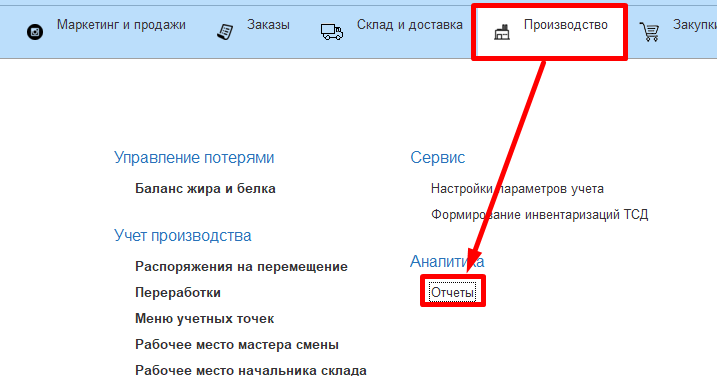 Маркетинг и продажи
Заказы
Склад и доставка
Производство
Закупки
Управление потерями
Баланс жира и белка
Учет производства
Распоряжения на перемещение
Переработки
Меню учетных точек
Рабочее место мастера смены
Рабочее место начальника склада
Сервис
Настройки параметров учета
Формирование инвентаризаций ТСД
Аналитика
Отчеты